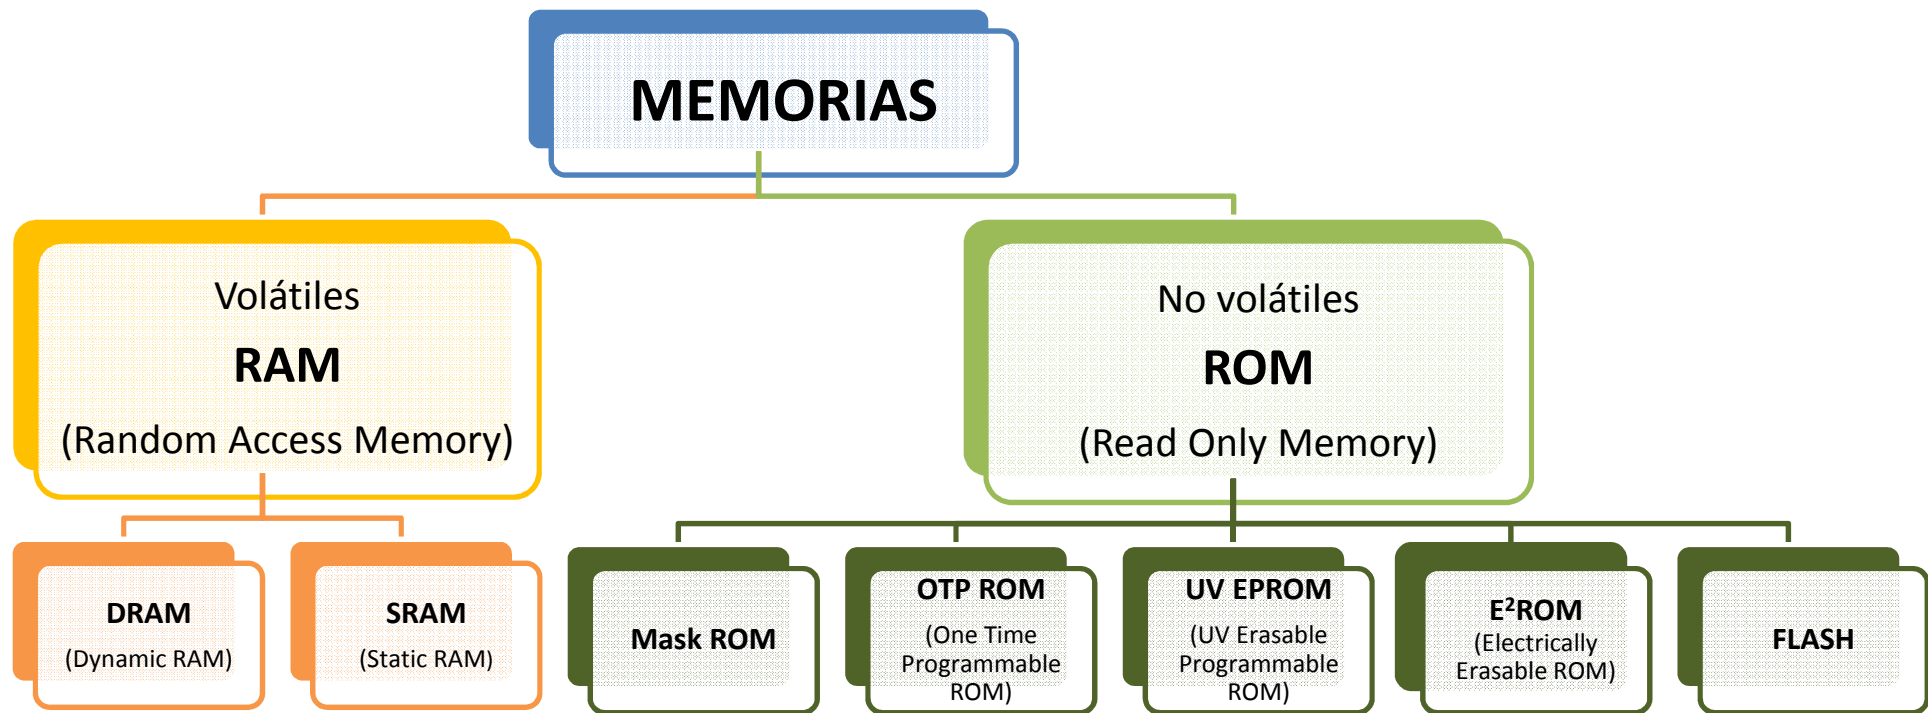 MEMORIAS
Volátiles
RAM
(Random Access Memory)
No volátiles
ROM
(Read Only Memory)
DRAM
(Dynamic RAM)
SRAM
(Static RAM)
Mask ROM
OTP ROM
(One Time
Programmable
ROM)
UV EPROM
(UV Erasable
Programmable
ROM)
E²ROM
(Electrically
Erasable ROM)
FLASH